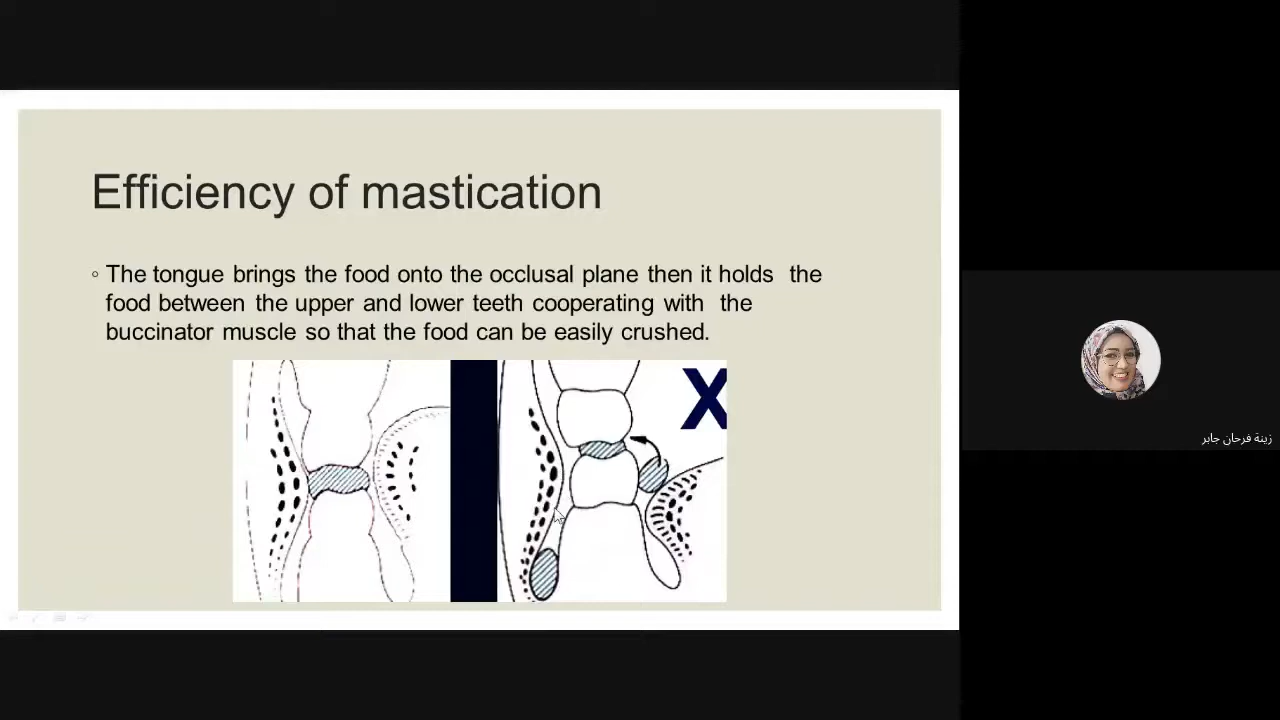 Efficiency of mastication
◦ The tongue brings the food onto the occlusal plane then it holds the
food between the upper and lower teeth cooperating with the
buccinator muscle so that the food can be easily crushed.
X
زينة فرحان جابر